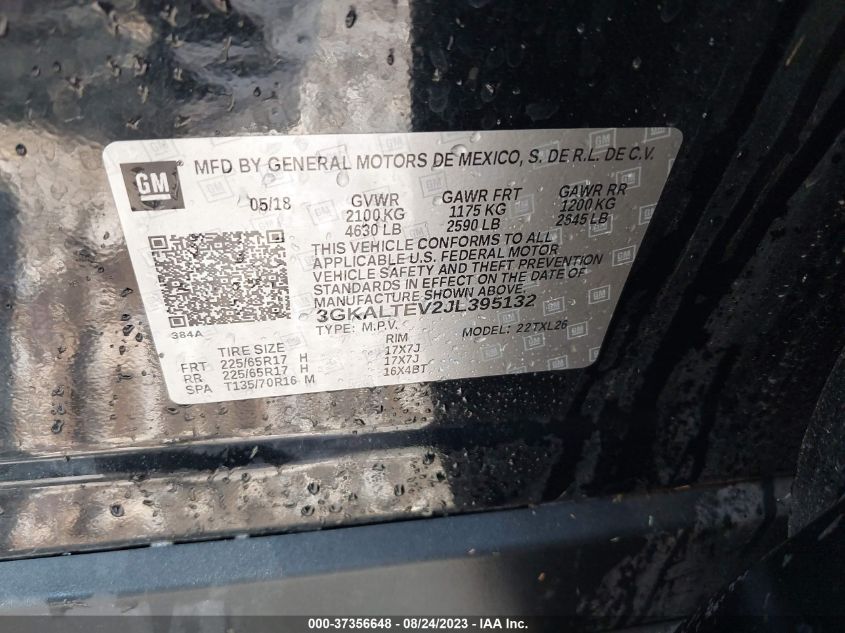 GM
MFD BY GENERAL MOTORS DE MEXICO, S. DE R.L. DE C.V.
05/18 GVWR GAWR FRT GAWR RR
2100 KG 1175 KG 1200 KG
4630 LB 2590 LB 2645 LB
THIS VEHICLE CONFORMS TO ALL
APPLICABLE U.S. FEDERAL MOTOR
VEHICLE SAFETY AND THEFT PREVENTION
STANDARDS IN EFFECT ON THE DATE OF
MANUFACTURE SHOWN ABOVE.
3GKALTEV2JL395132
384A
TYPE: M.P.V. MODEL: 22TXL26
TIRE SIZE RIM
FRT 225/65R17 H 17X7J
RR 225/65R17 H 17X7J
SPA T135/70R16 M 16X4BT
000-37356648 - 08/24/2023 - IAA Inc.